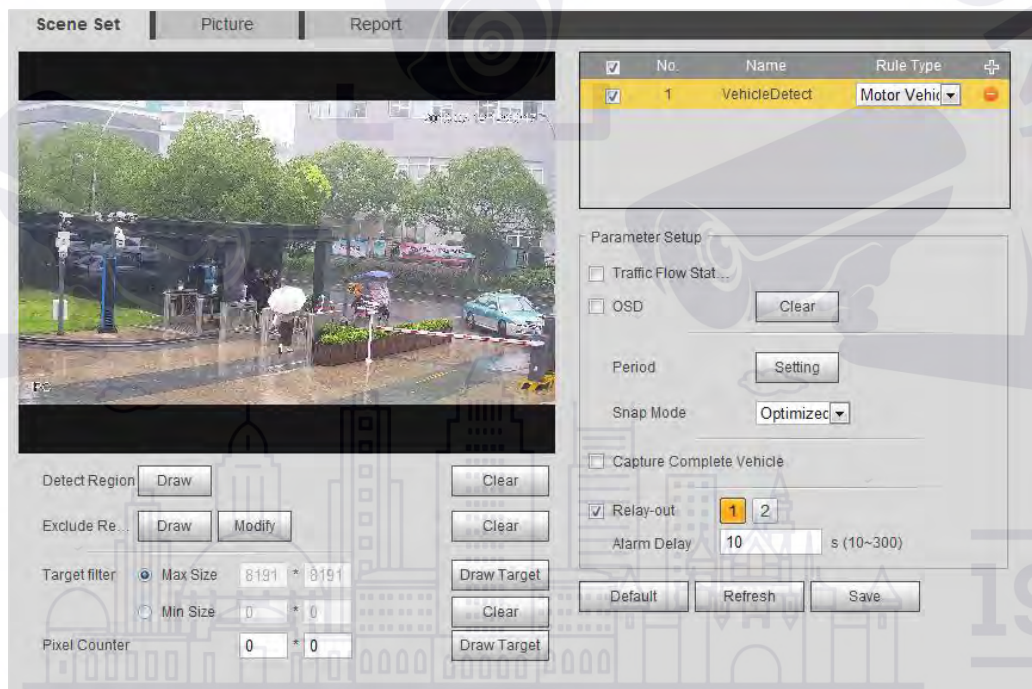 Scene Set Picture Report
No. Name Rule Type
1 VehicleDetect Motor Vehic
Parameter Setup
Traffic Flow Stat...
OSD Clear
Period Setting
Snap Mode Optimized
Capture Complete Vehicle
Relay-out 1 2
Alarm Delay 10 s (10~300)
Default Refresh Save
Detect Region Draw Clear
Exclude Re... Draw Modify Clear
Target filter Max Size 8191 * 8191 Draw Target
Min Size 0 * 0 Clear
Pixel Counter 0 * 0 Draw Target